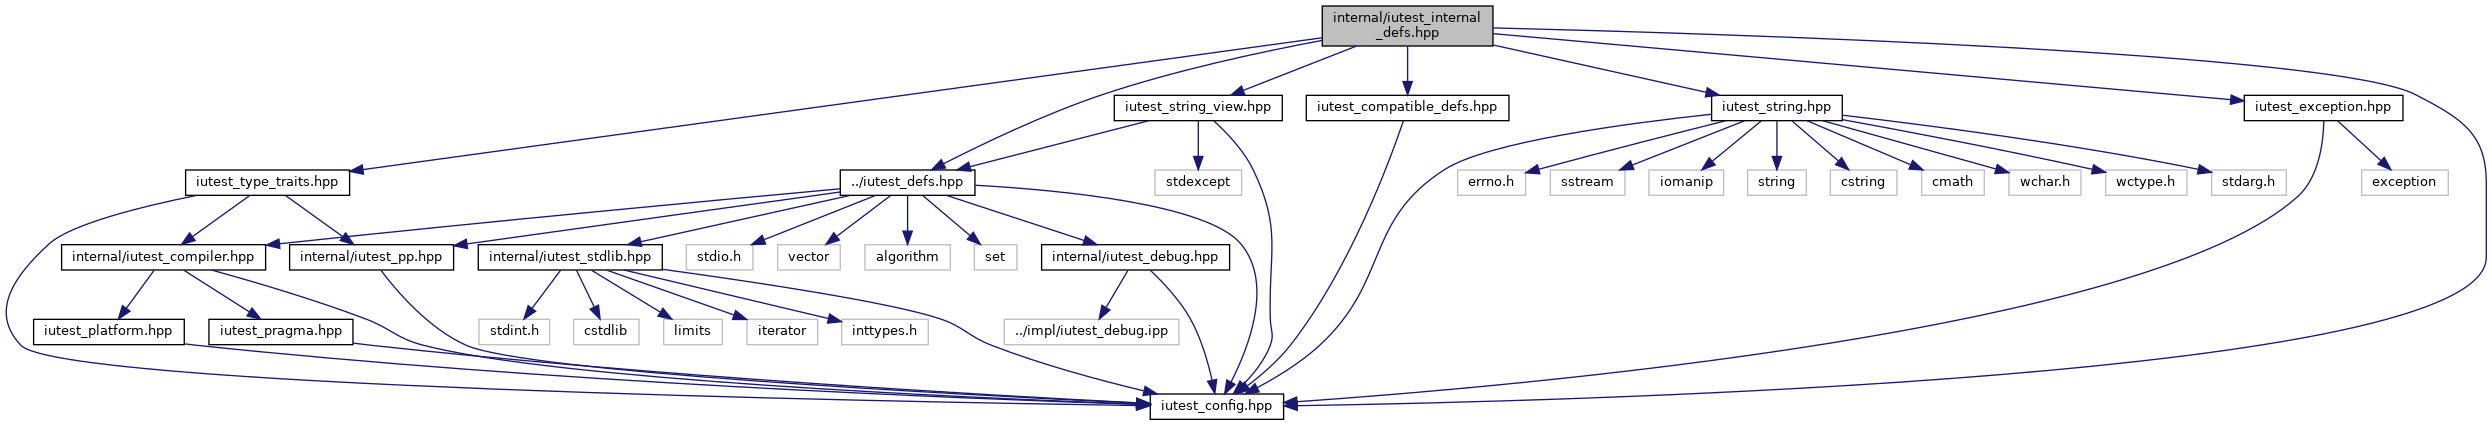 internal/iutest_internal
_defs.hpp
iutest_string_view.hpp
iutest_compatible_defs.hpp
iutest_string.hpp
iutest_exception.hpp
iutest_type_traits.hpp
../iutest_defs.hpp
stdexcept
errno.h
sstream
iomanip
string
cstring
cmath
wchar.h
wctype.h
stdarg.h
exception
internal/iutest_compiler.hpp
internal/iutest_pp.hpp
internal/iutest_stdlib.hpp
stdio.h
vector
algorithm
set
internal/iutest_debug.hpp
iutest_platform.hpp
iutest_pragma.hpp
stdint.h
cstdlib
limits
iterator
inttypes.h
../impl/iutest_debug.ipp
iutest_config.hpp